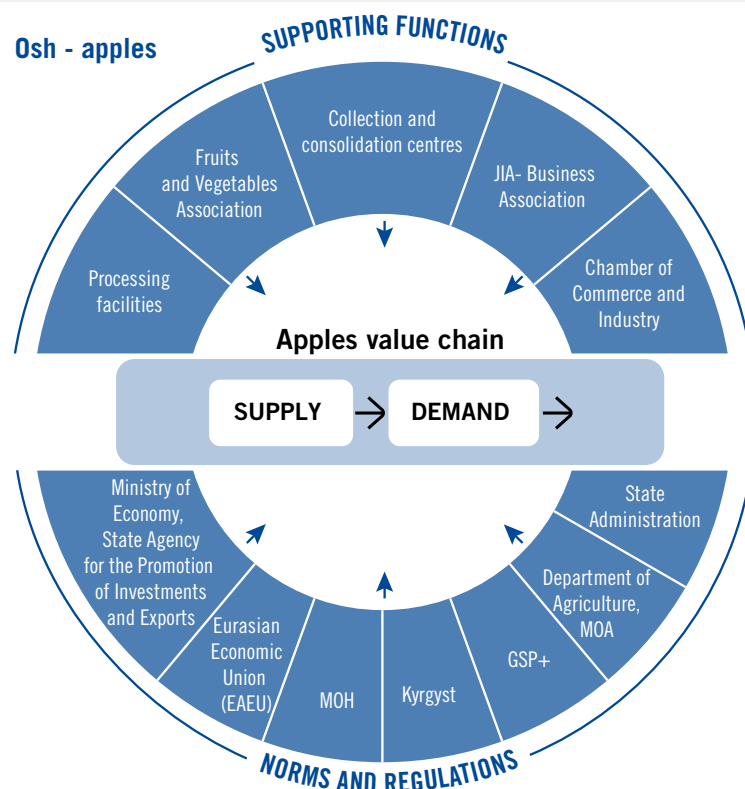 Osh - apples
SUPPORTING FUNCTIONS
Collection and
consolidation centres
Fruits
and Vegetables
Association
JIA- Business
Association
Processing
facilities
Chamber of
Commerce and
Industry
Apples value chain
SUPPLY
DEMAND
Ministry of
Economy,
State Agency
for the Promotion
of Investments
and Exports
State
Administration
Department of
Agriculture,
MOA
Eurasian
Economic
Union
(EAEU)
MOH
Kyrgyst
GSP+
NORMS AND REGULATIONS